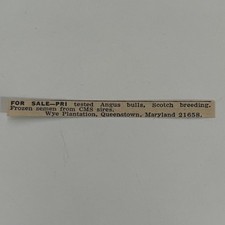 FOR SALE—PRI tested Angus bulls, Scotch breeding.
Frozen semen from CMS sires.
Wye Plantation, Queenstown, Maryland 21658.